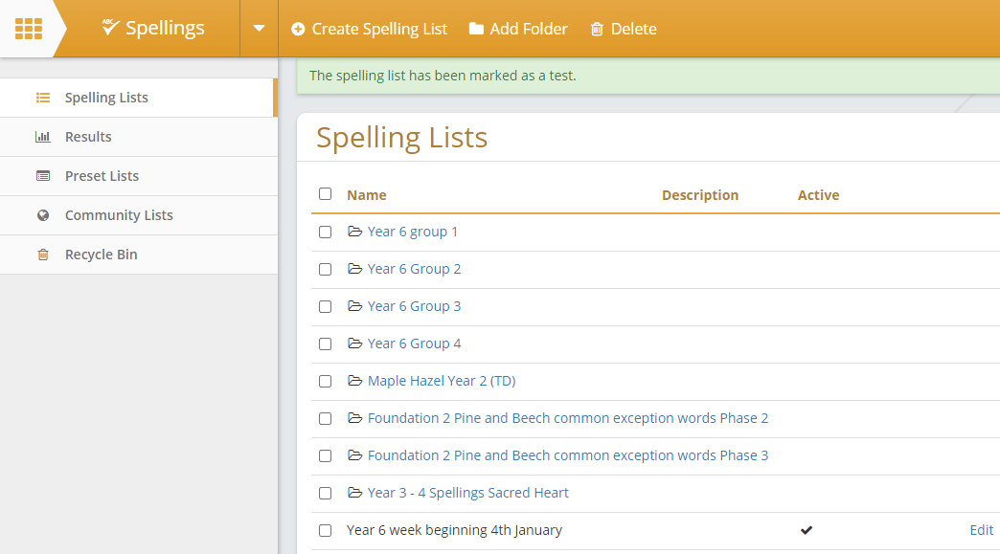 ABC Spellings
Create Spelling List Add Folder Delete
The spelling list has been marked as a test.
Spelling Lists
Results
Preset Lists
Community Lists
Recycle Bin
Spelling Lists
Name Description Active
Year 6 group 1
Year 6 Group 2
Year 6 Group 3
Year 6 Group 4
Maple Hazel Year 2 (TD)
Foundation 2 Pine and Beech common exception words Phase 2
Foundation 2 Pine and Beech common exception words Phase 3
Year 3 - 4 Spellings Sacred Heart
Year 6 week beginning 4th January Edit